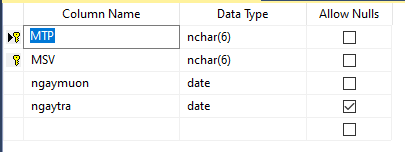 Column Name Data Type Allow Nulls
MTP nchar(6)
MSV nchar(6)
ngaymuon date
ngaytra date